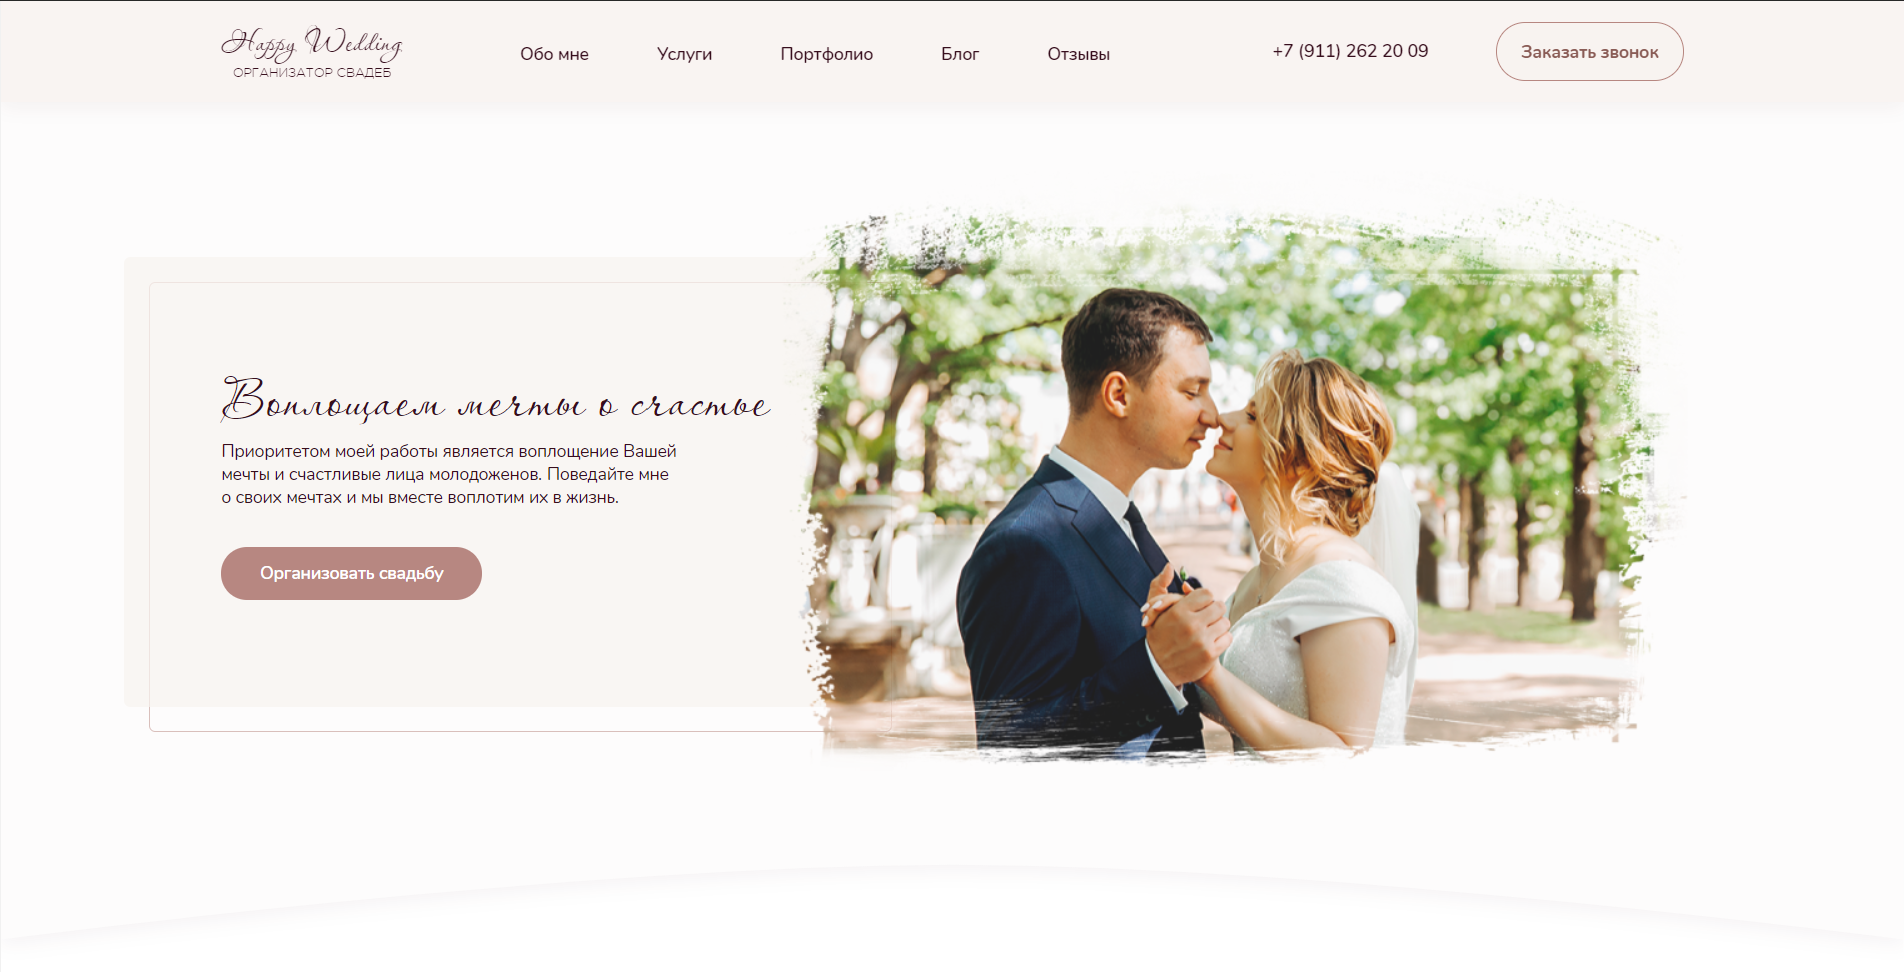 Happy Wedding
ОРГАНИЗАТОР СВАДЕБ
Обо мне
Услуги
Портфолио
Блог
Отзывы
+7 (911) 262 20 09
Заказать звонок
Воплощаем мечты о счастье
Приоритетом моей работы является воплощение Вашей
мечты и счастливые лица молодоженов. Поведайте мне
о своих мечтах и мы вместе воплотим их в жизнь.
Организовать свадьбу